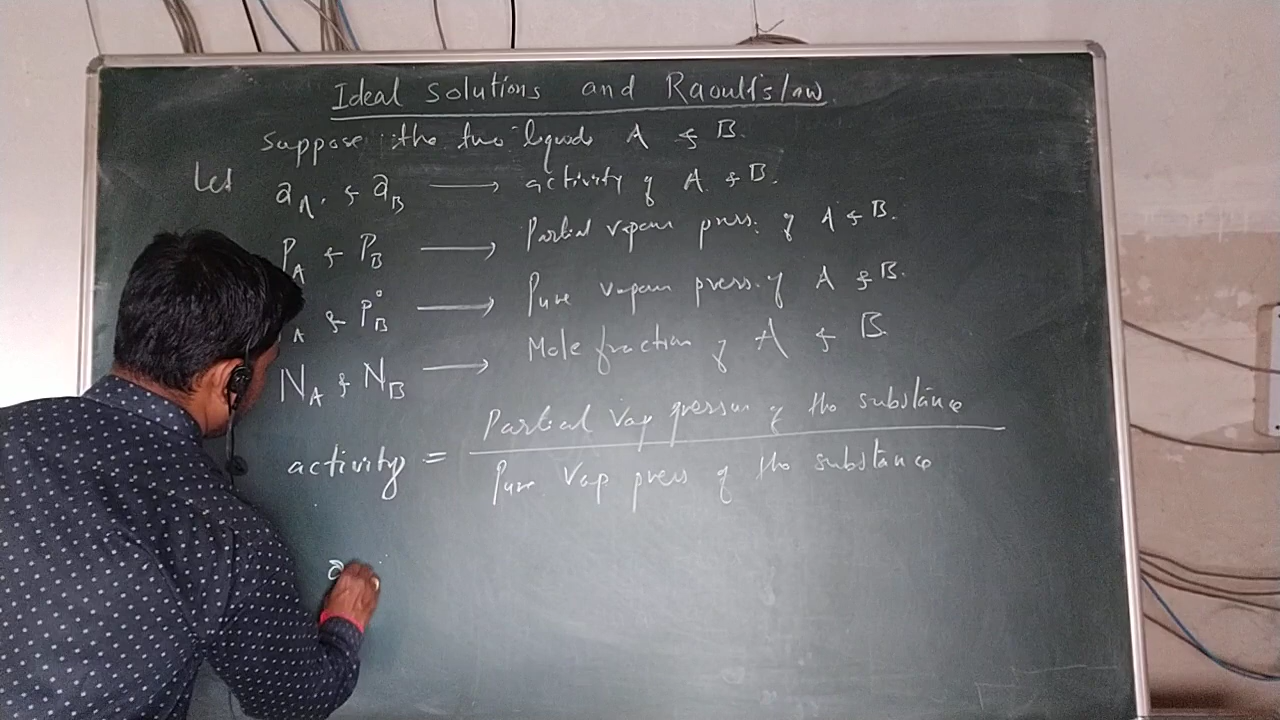 Ideal solutions and Raoult's law
Suppose the two liquids A & B.
Let a_A & a_B → activity of A & B.
P_A & P_B → Partial vapour press. of A & B.
A & P°_B → Pure vapour press. of A & B.
N_A & N_B → Mole fraction of A & B
activity = Partial Vap pressure of the substance
Pure Vap press of the substance
a